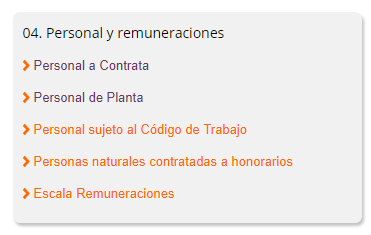 04. Personal y remuneraciones
Personal a Contrata
Personal de Planta
Personal sujeto al Código de Trabajo
Personas naturales contratadas a honorarios
Escala Remuneraciones